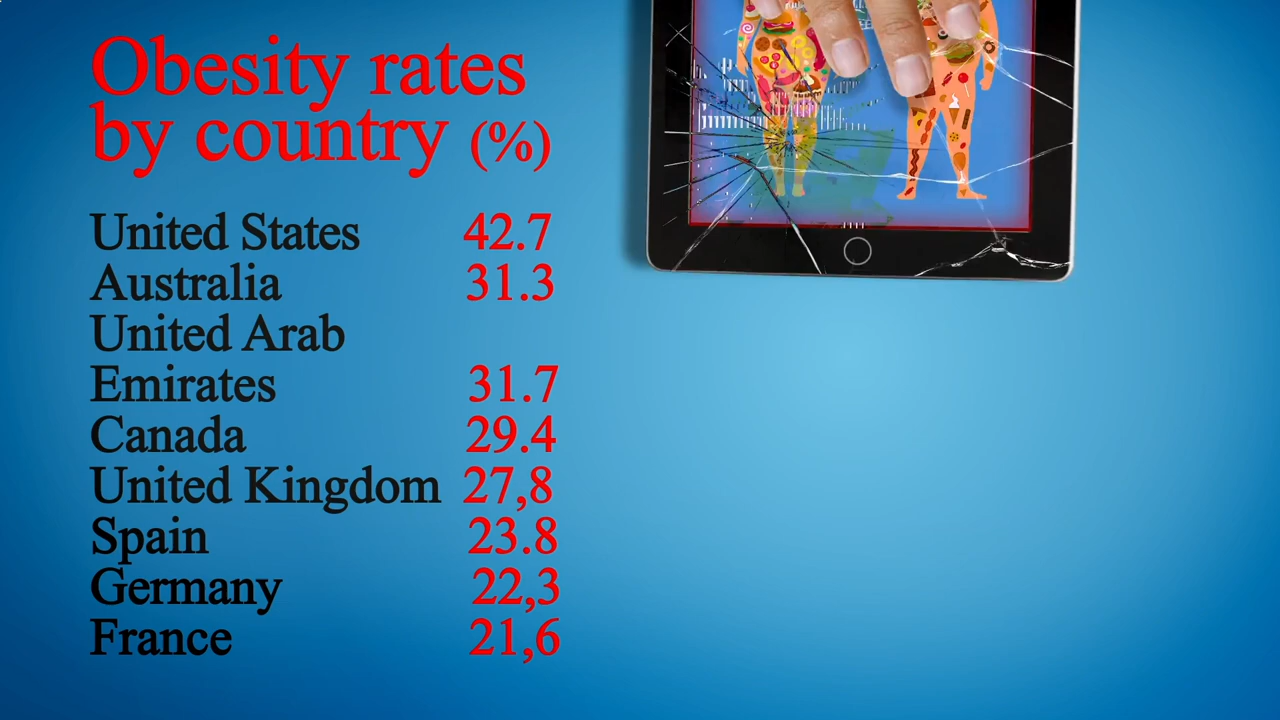 Obesity rates
by country (%)
United States 42.7
Australia 31.3
United Arab
Emirates 31.7
Canada 29.4
United Kingdom 27,8
Spain 23.8
Germany 22,3
France 21,6